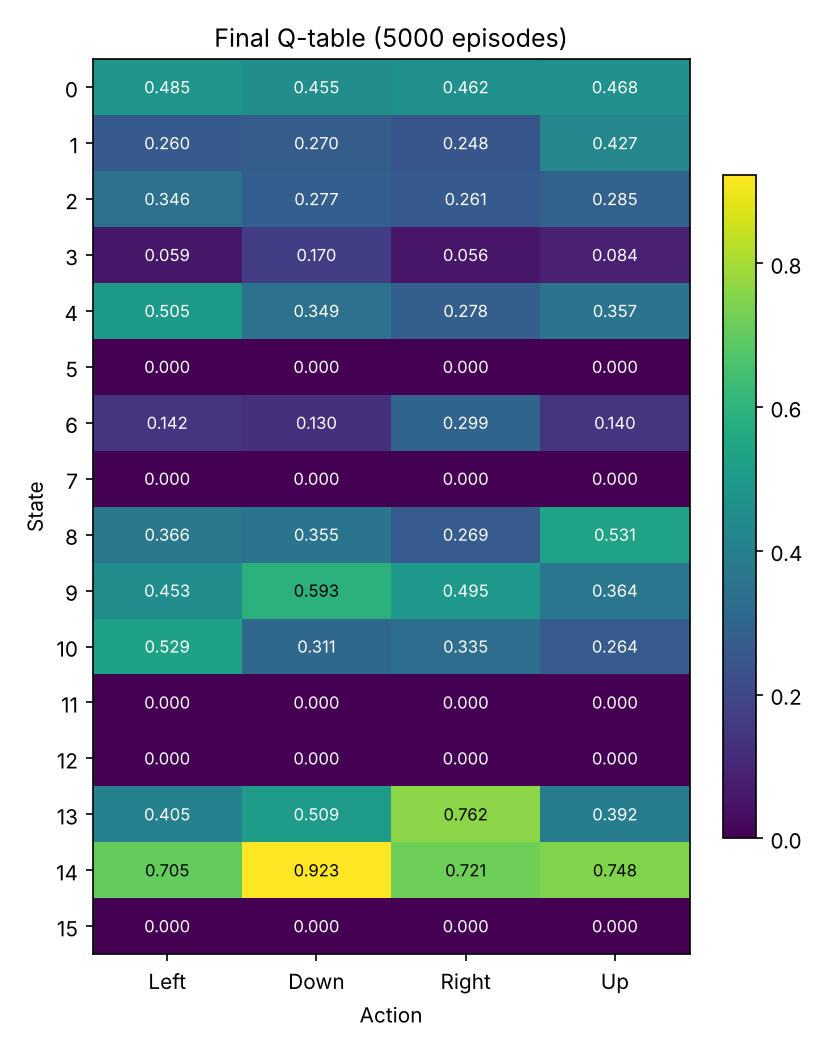 Final Q-table (5000 episodes)
0 0.485 0.455 0.462 0.468
1 0.260 0.270 0.248 0.427
2 0.346 0.277 0.261 0.285
3 0.059 0.170 0.056 0.084
4 0.505 0.349 0.278 0.357
5 0.000 0.000 0.000 0.000
6 0.142 0.130 0.299 0.140
7 0.000 0.000 0.000 0.000
8 0.366 0.355 0.269 0.531
9 0.453 0.593 0.495 0.364
10 0.529 0.311 0.335 0.264
11 0.000 0.000 0.000 0.000
12 0.000 0.000 0.000 0.000
13 0.405 0.509 0.762 0.392
14 0.705 0.923 0.721 0.748
15 0.000 0.000 0.000 0.000
Left Down Right Up
Action
State
0.8
0.6
0.4
0.2
0.0